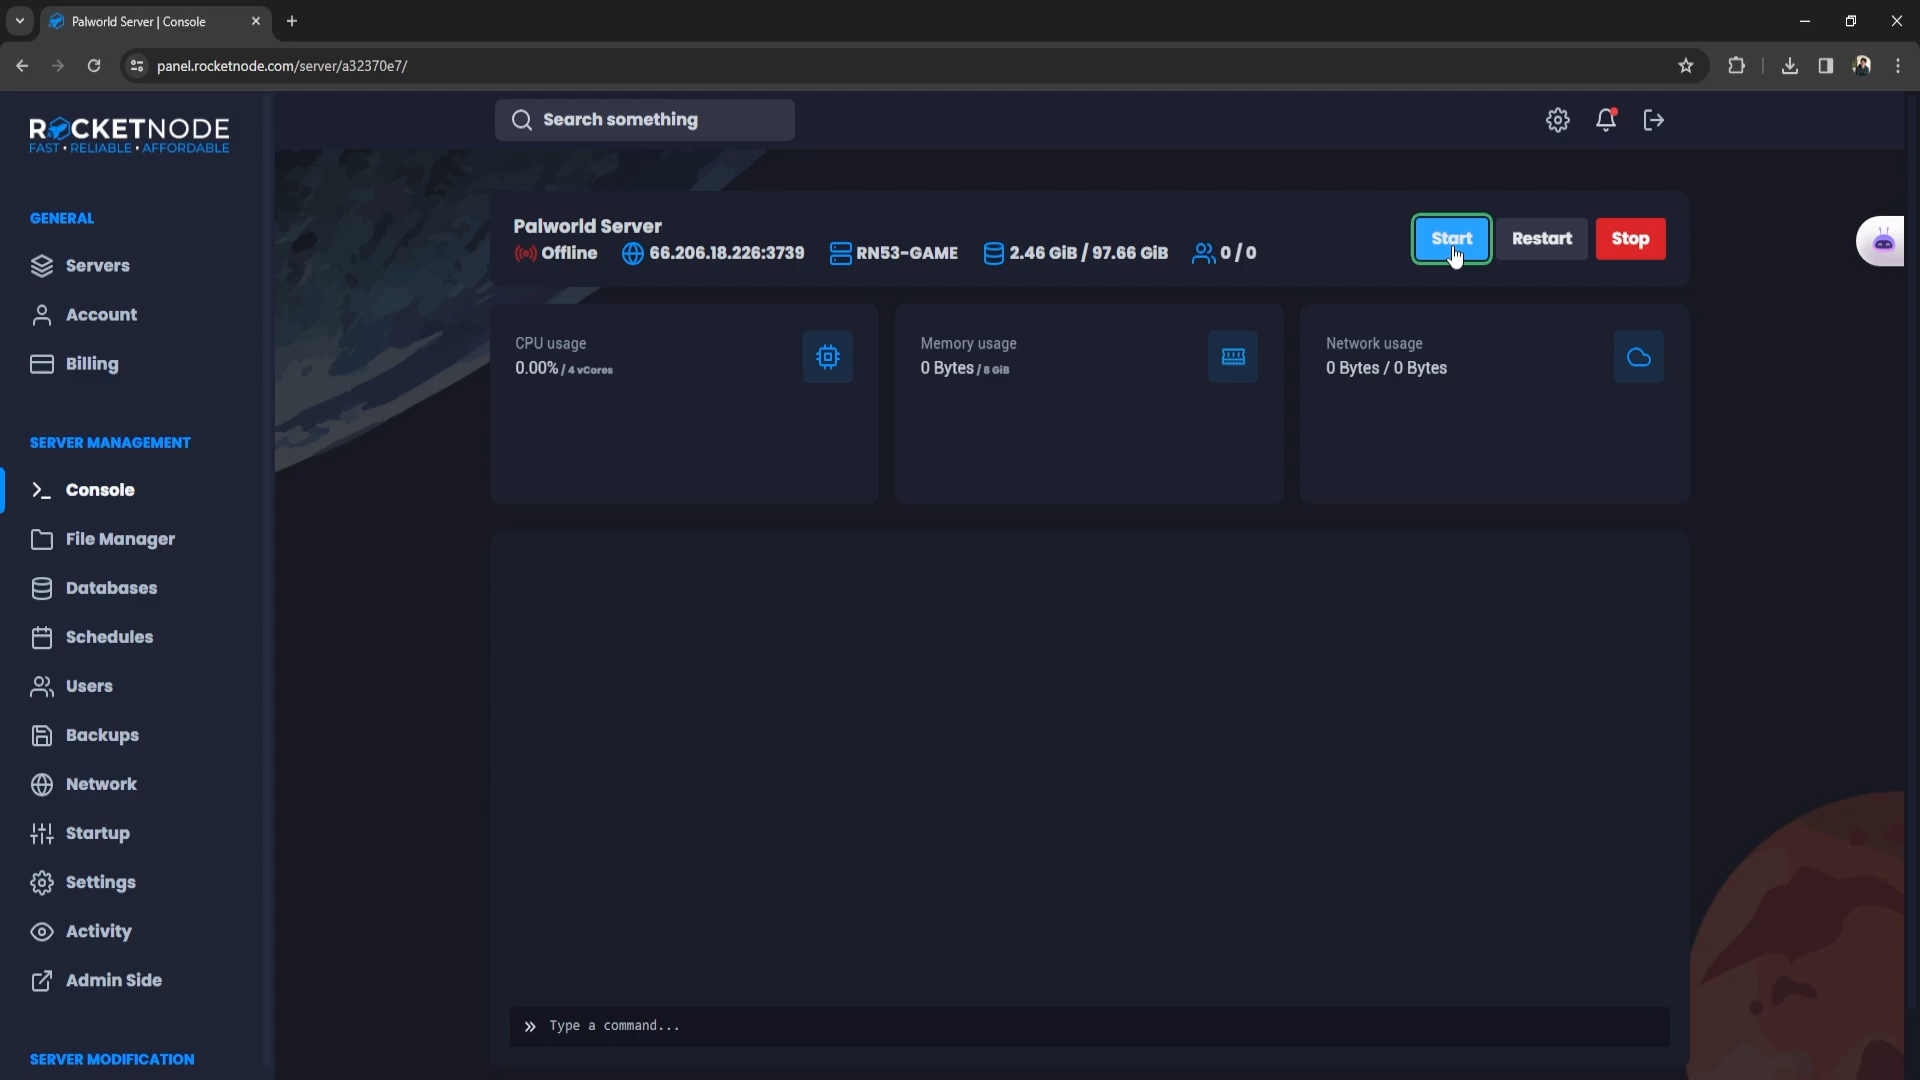 Palworld Server | Console
panel.rocketnode.com/server/a32370e7/
ROCKETNODE
FAST • RELIABLE • AFFORDABLE
Search something
GENERAL
Servers
Account
Billing
SERVER MANAGEMENT
Console
File Manager
Databases
Schedules
Users
Backups
Network
Startup
Settings
Activity
Admin Side
SERVER MODIFICATION
Palworld Server
Offline 66.206.18.226:3739 RN53-GAME 2.46 GiB / 97.66 GiB 0 / 0
Start Restart Stop
CPU usage
0.00% / 4 vCores
Memory usage
0 Bytes / 8 GiB
Network usage
0 Bytes / 0 Bytes
Type a command...